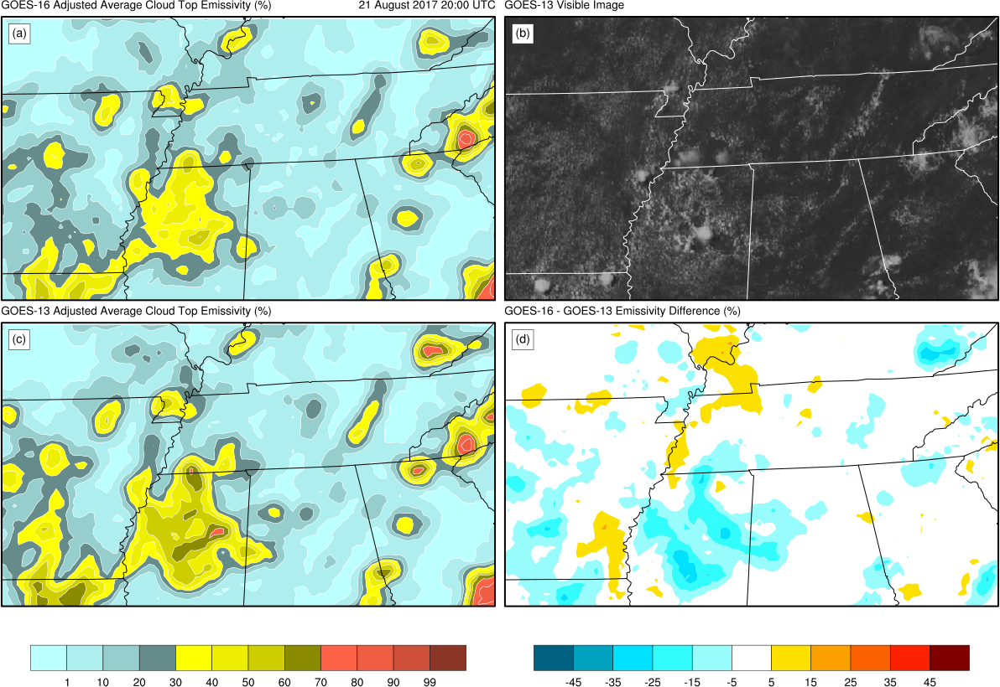 GOES-16 Adjusted Average Cloud Top Emissivity (%) 21 August 2017 20:00 UTC
GOES-13 Visible Image
(a)
(b)
GOES-13 Adjusted Average Cloud Top Emissivity (%)
GOES-16 - GOES-13 Emissivity Difference (%)
(c)
(d)
1 10 20 30 40 50 60 70 80 90 99
-45 -35 -25 -15 -5 5 15 25 35 45